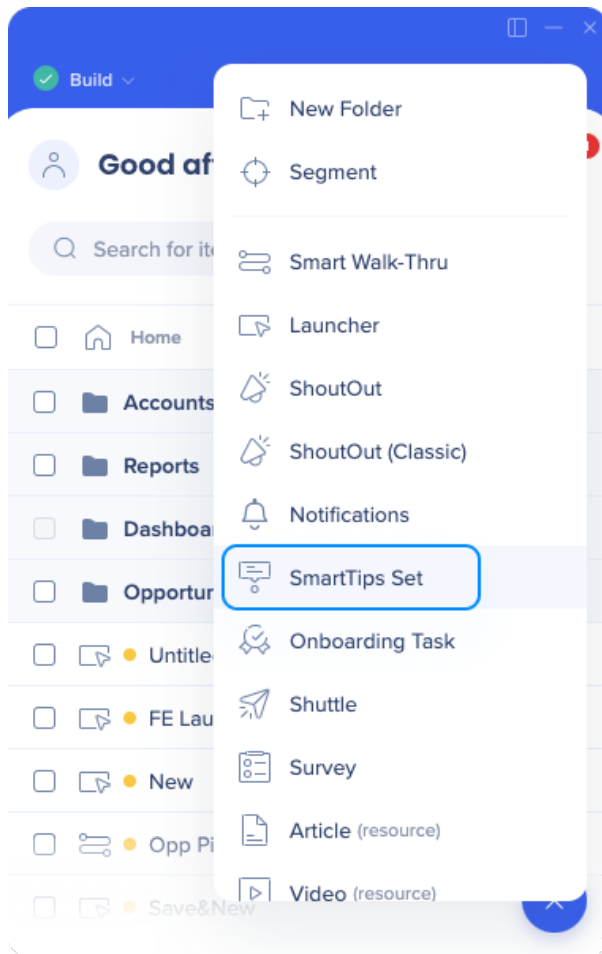 Build
Good af
Search for ite
Home
Accounts
Reports
Dashboa
Opportun
Untitle
FE Lau
New
Opp Pi
Save&New
New Folder
Segment
Smart Walk-Thru
Launcher
ShoutOut
ShoutOut (Classic)
Notifications
SmartTips Set
Onboarding Task
Shuttle
Survey
Article (resource)
Video (resource)